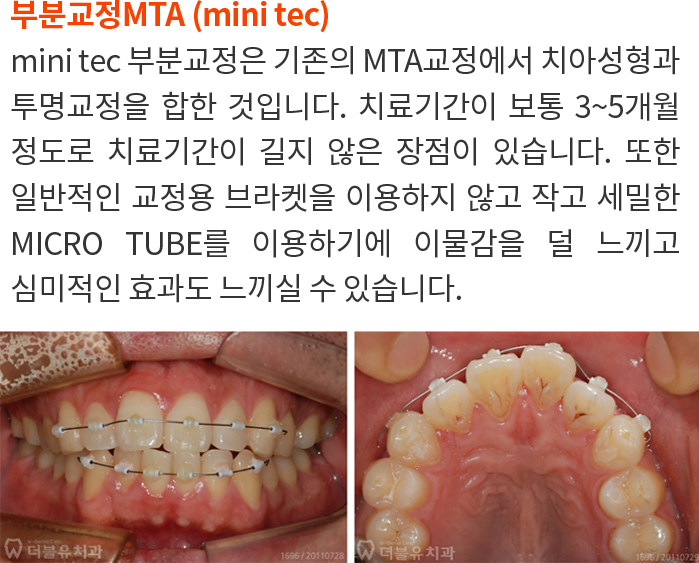 부분교정MTA (mini tec)
mini tec 부분교정은 기존의 MTA교정에서 치아성형과
투명교정을 합한 것입니다. 치료기간이 보통 3~5개월
정도로 치료기간이 길지 않은 장점이 있습니다. 또한
일반적인 교정용 브라켓을 이용하지 않고 작고 세밀한
MICRO TUBE를 이용하기에 이물감을 덜 느끼고
심미적인 효과도 느끼실 수 있습니다.
더블유치과
1696 / 20110728
더블유치과
1696 / 20110729